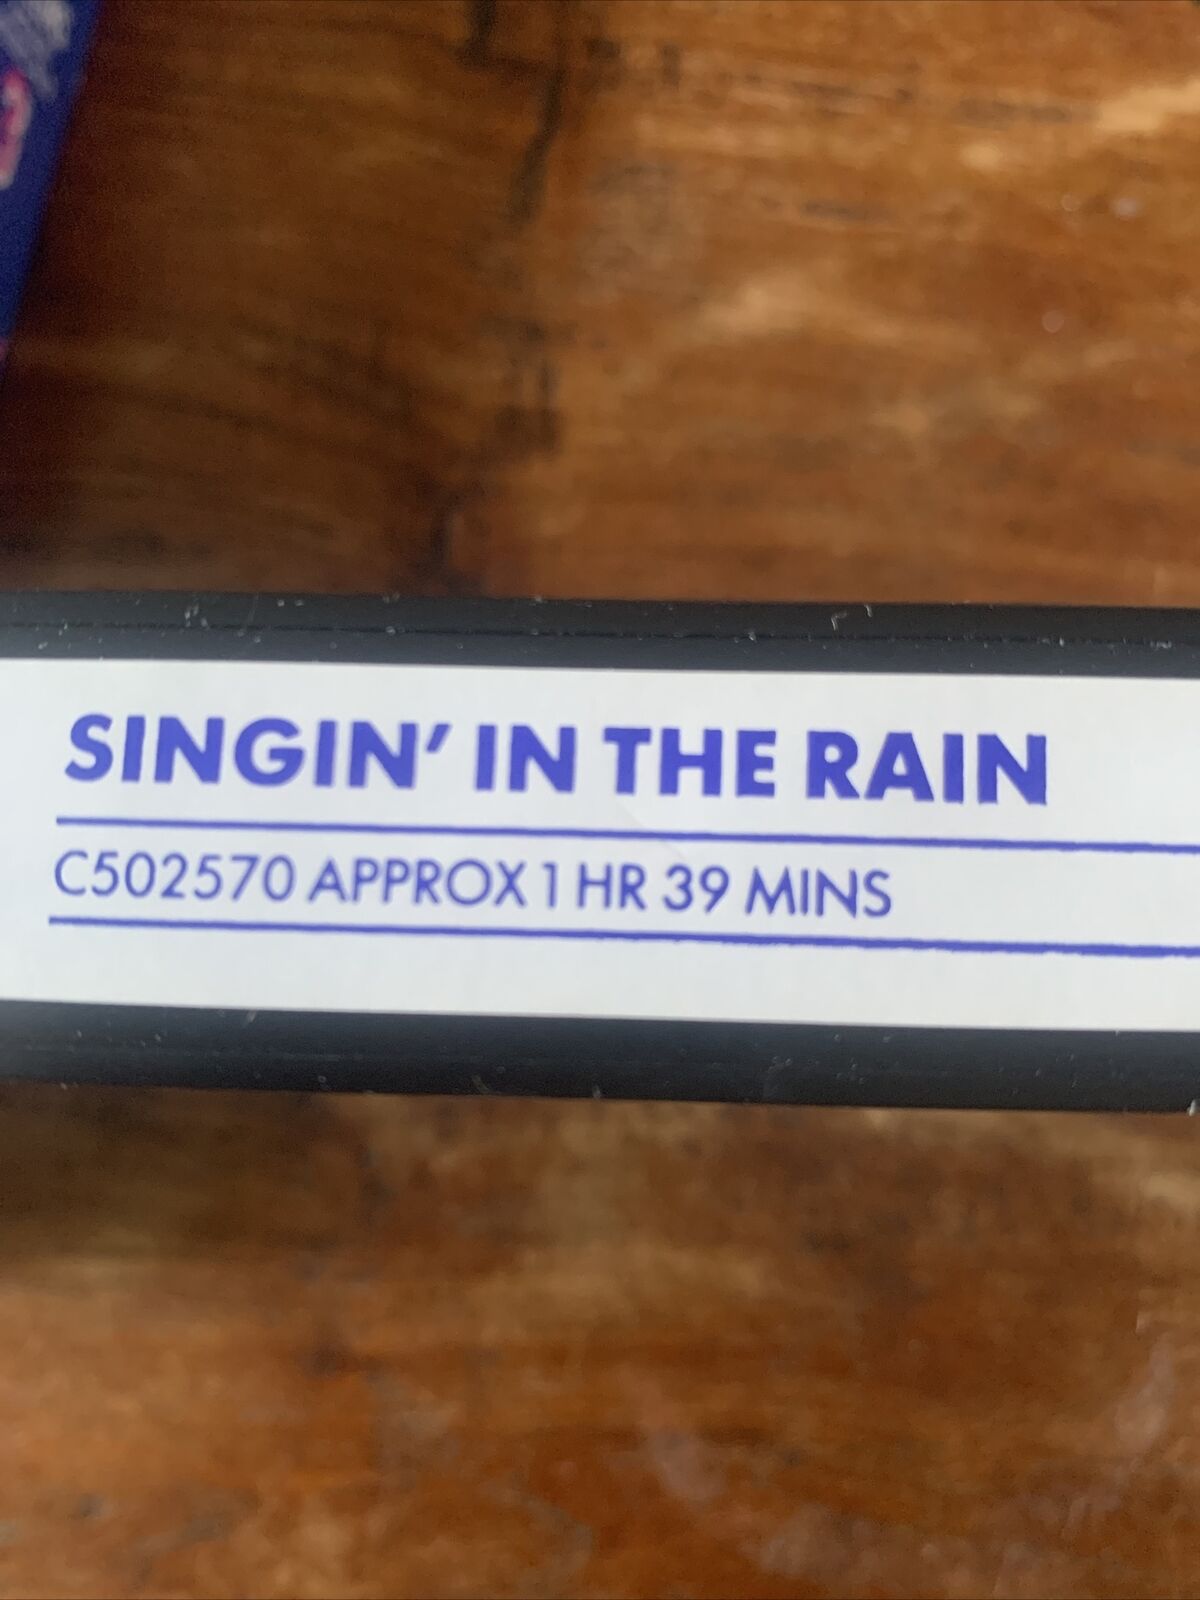 SINGIN' IN THE RAIN
C502570 APPROX 1 HR 39 MINS